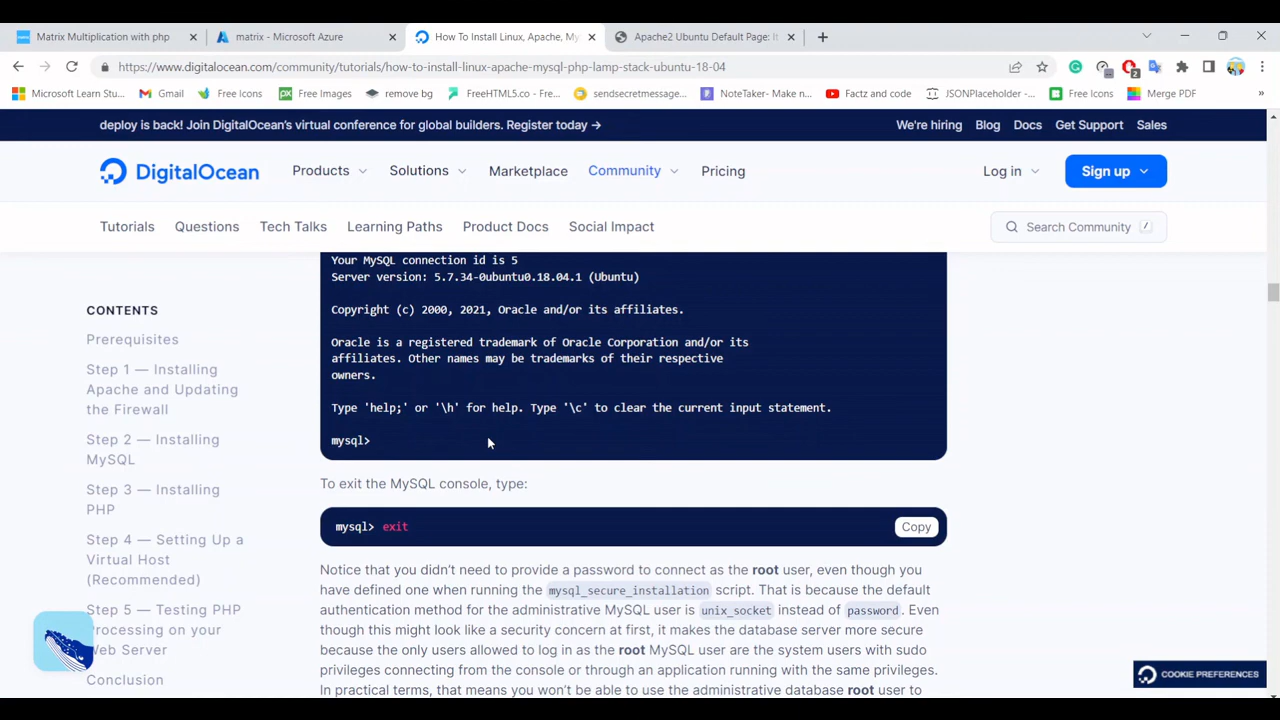 Matrix Multiplication with php
matrix - Microsoft Azure
How To Install Linux, Apache, My
Apache2 Ubuntu Default Page: It
https://www.digitalocean.com/community/tutorials/how-to-install-linux-apache-mysql-php-lamp-stack-ubuntu-18-04
Microsoft Learn Stu...
Gmail
Free Icons
Free Images
remove bg
FreeHTML5.co - Fre...
sendsecretmessage...
NoteTaker- Make n...
Factz and code
JSONPlaceholder -...
Free Icons
Merge PDF
deploy is back! Join DigitalOcean's virtual conference for global builders. Register today →
We're hiring Blog Docs Get Support Sales
DigitalOcean
Products Solutions Marketplace Community Pricing
Log in
Sign up
Tutorials Questions Tech Talks Learning Paths Product Docs Social Impact
Search Community /
CONTENTS
Prerequisites
Step 1 — Installing
Apache and Updating
the Firewall
Step 2 — Installing
MySQL
Step 3 — Installing
PHP
Step 4 — Setting Up a
Virtual Host
(Recommended)
Step 5 — Testing PHP
Processing on your
Web Server
Conclusion
Your MySQL connection id is 5
Server version: 5.7.34-0ubuntu0.18.04.1 (Ubuntu)
Copyright (c) 2000, 2021, Oracle and/or its affiliates.
Oracle is a registered trademark of Oracle Corporation and/or its
affiliates. Other names may be trademarks of their respective
owners.
Type 'help;' or '\h' for help. Type '\c' to clear the current input statement.
mysql>
To exit the MySQL console, type:
mysql> exit
Copy
Notice that you didn't need to provide a password to connect as the root user, even though you
have defined one when running the mysql_secure_installation script. That is because the default
authentication method for the administrative MySQL user is unix_socket instead of password. Even
though this might look like a security concern at first, it makes the database server more secure
because the only users allowed to log in as the root MySQL user are the system users with sudo
privileges connecting from the console or through an application running with the same privileges.
In practical terms, that means you won't be able to use the administrative database root user to
COOKIE PREFERENCES